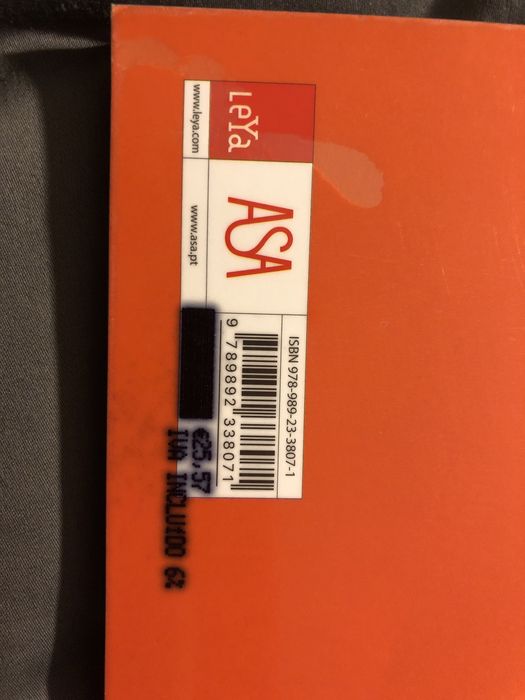 LeYa
www.leya.com
ASA
www.asa.pt
ISBN 978-989-23-3807-1
9 789892 338071
€25,57
IVA INCLUIDO 6%